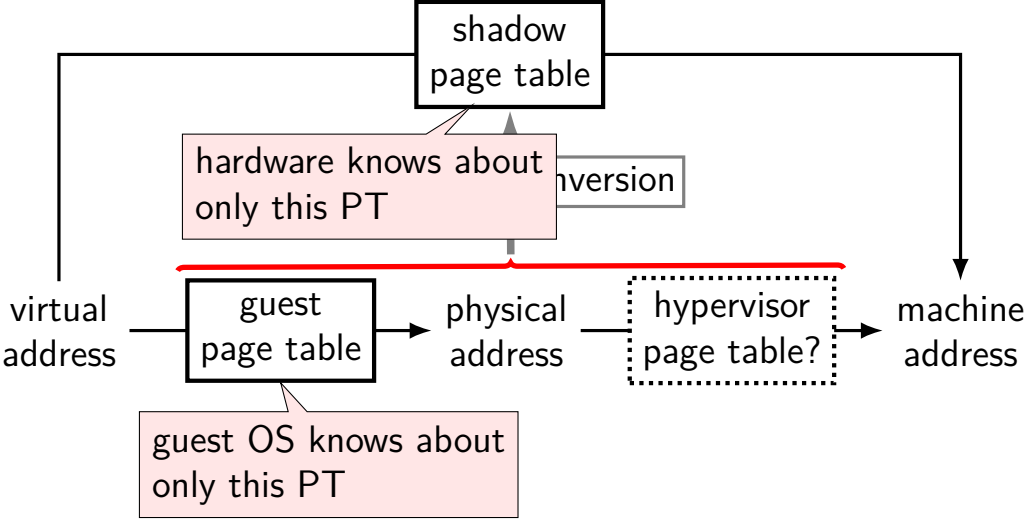 shadow
page table
hardware knows about
only this PT
nversion
virtual
address
guest
page table
physical
address
hypervisor
page table?
machine
address
guest OS knows about
only this PT